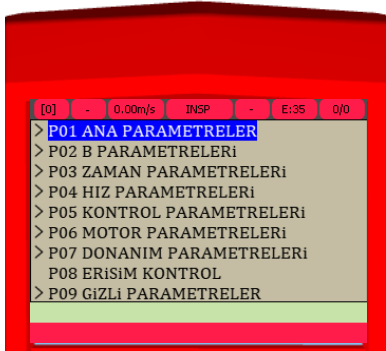 [0] - 0.00m/s INSP - E:35 0/0
> P01 ANA PARAMETRELER
> P02 B PARAMETRELERi
> P03 ZAMAN PARAMETRELERi
> P04 HIZ PARAMETRELERi
> P05 KONTROL PARAMETRELERi
> P06 MOTOR PARAMETRELERi
> P07 DONANIM PARAMETRELERi
P08 ERiSiM KONTROL
> P09 GiZLi PARAMETRELER